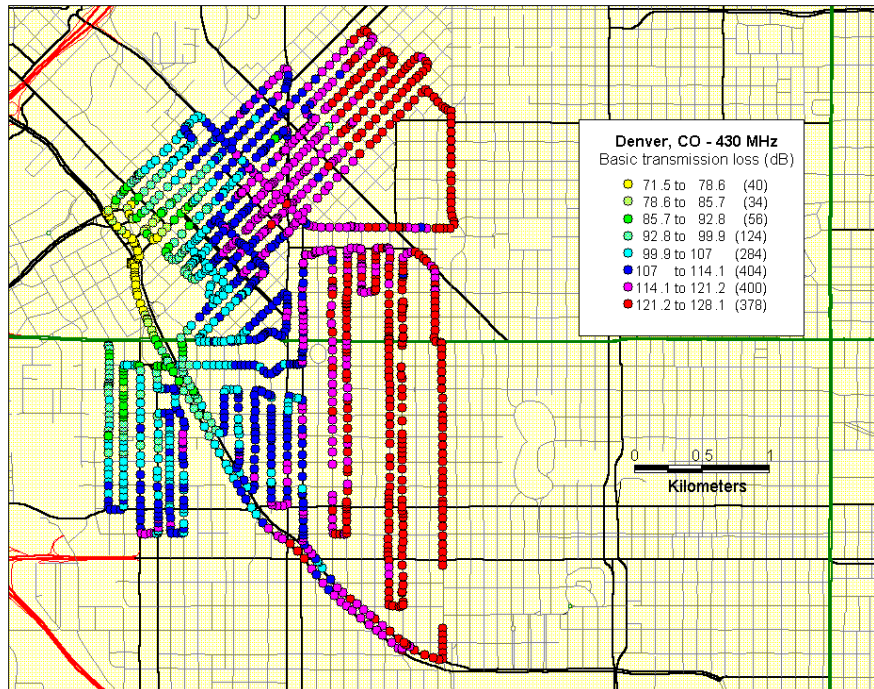 Denver, CO - 430 MHz
Basic transmission loss (dB)
71.5 to 78.6 (40)
78.6 to 85.7 (34)
85.7 to 92.8 (56)
92.8 to 99.9 (124)
99.9 to 107 (284)
107 to 114.1 (404)
114.1 to 121.2 (400)
121.2 to 128.1 (378)
0 0.5 1
Kilometers